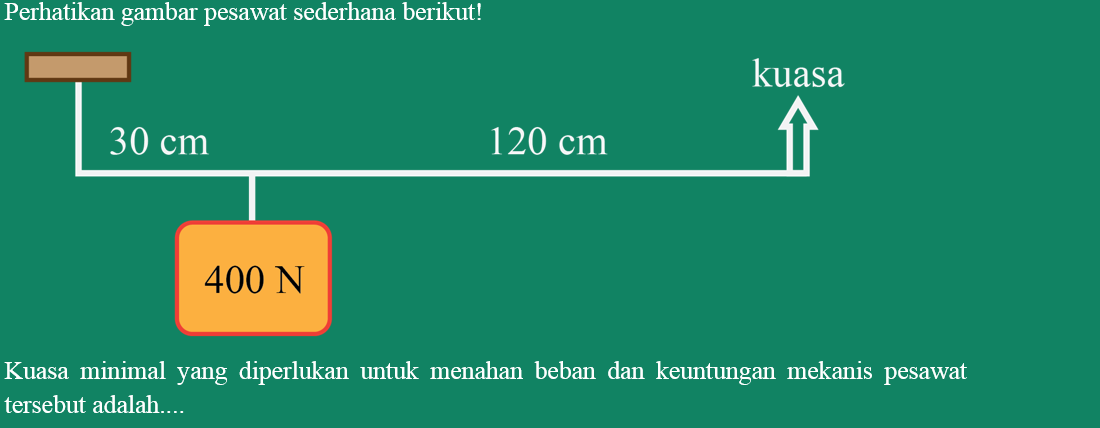 Perhatikan gambar pesawat sederhana berikut!
kuasa
30 cm
120 cm
400 N
Kuasa minimal yang diperlukan untuk menahan beban dan keuntungan mekanis pesawat
tersebut adalah....